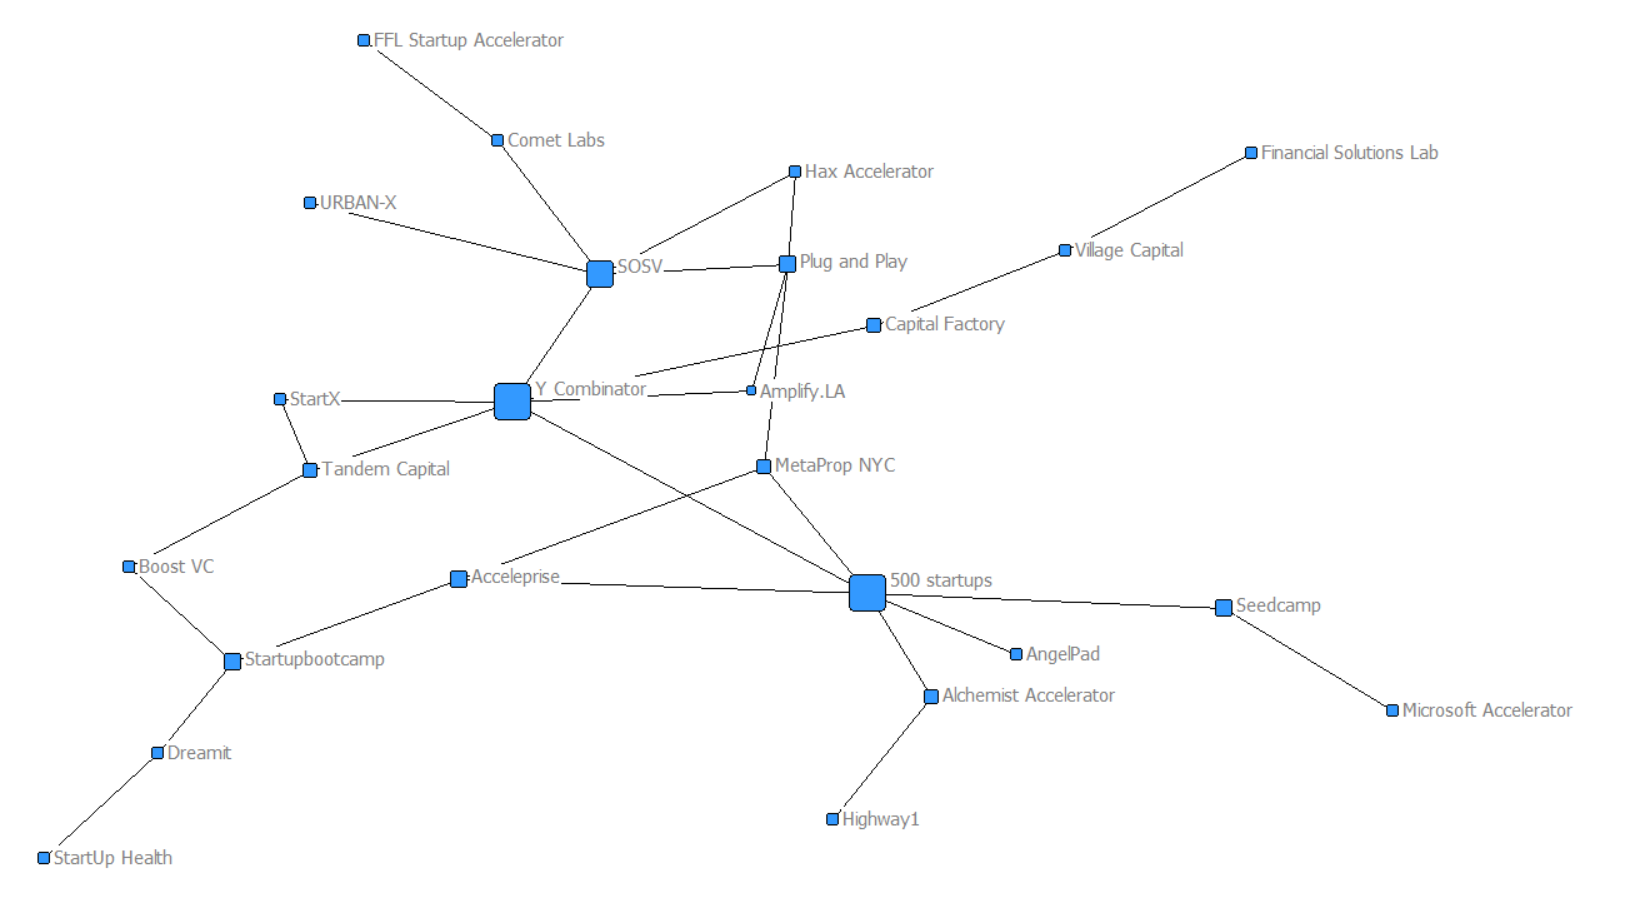 FFL Startup Accelerator
Comet Labs
Financial Solutions Lab
Hax Accelerator
URBAN-X
Village Capital
Plug and Play
SOSV
Capital Factory
Y Combinator
Amplify.LA
StartX
MetaProp NYC
Tandem Capital
Boost VC
Acceleprise
500 startups
Seedcamp
AngelPad
Startupbootcamp
Alchemist Accelerator
Microsoft Accelerator
Dreamit
Highway1
StartUp Health